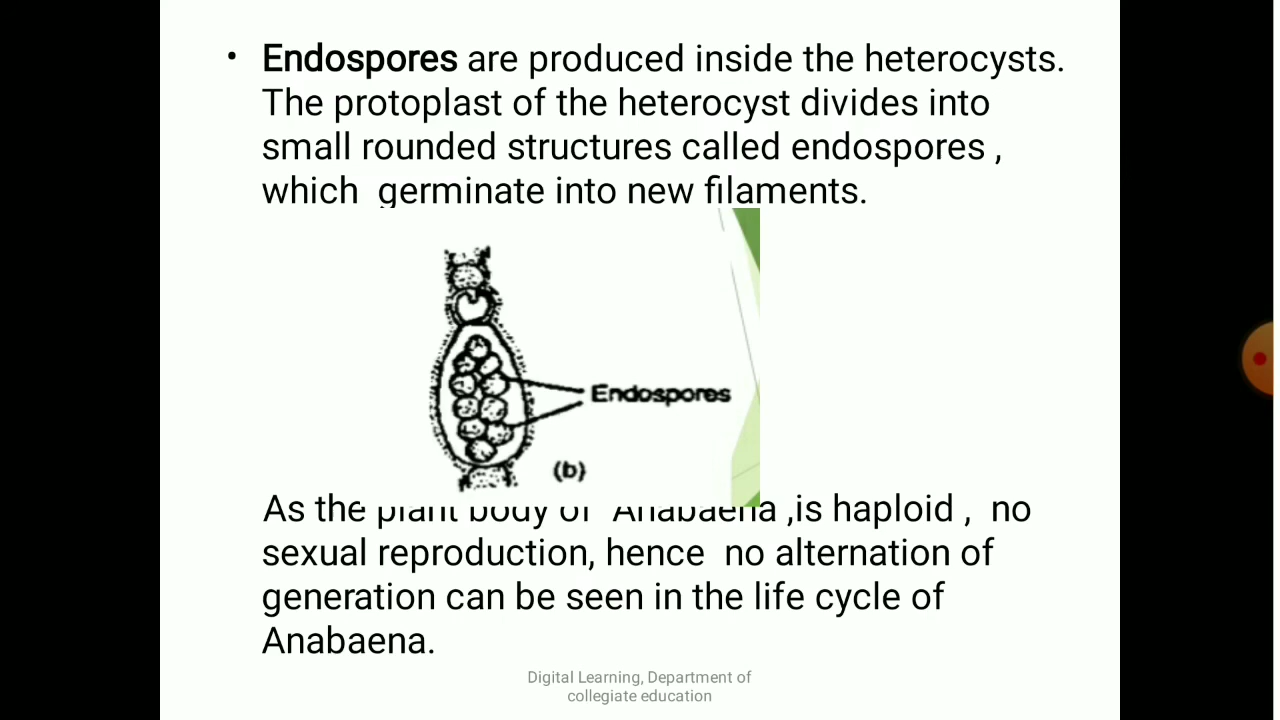 • Endospores are produced inside the heterocysts.
The protoplast of the heterocyst divides into
small rounded structures called endospores ,
which germinate into new filaments.
Endospores
(b)
As the plant body of Anabaena ,is haploid , no
sexual reproduction, hence no alternation of
generation can be seen in the life cycle of
Anabaena.
Digital Learning, Department of
collegiate education